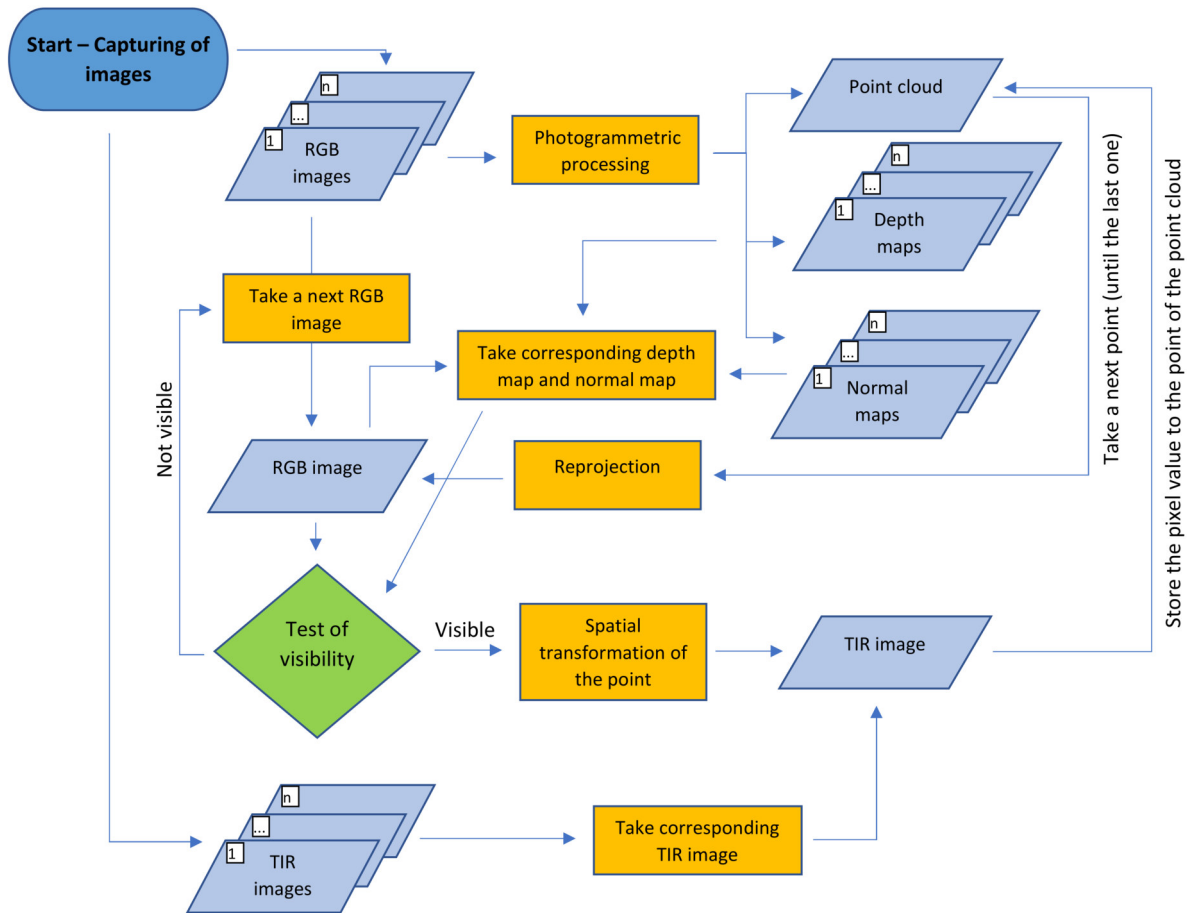 Start – Capturing of
images
n
...
1
RGB
images
Photogrammetric
processing
Point cloud
n
...
1
Depth
maps
Take a next RGB
image
Take corresponding depth
map and normal map
n
...
1
Normal
maps
Not visible
Take a next point (until the last one)
Store the pixel value to the point of the point cloud
RGB image
Reprojection
Test of
visibility
Visible
Spatial
transformation of
the point
TIR image
n
...
1
TIR
images
Take corresponding
TIR image